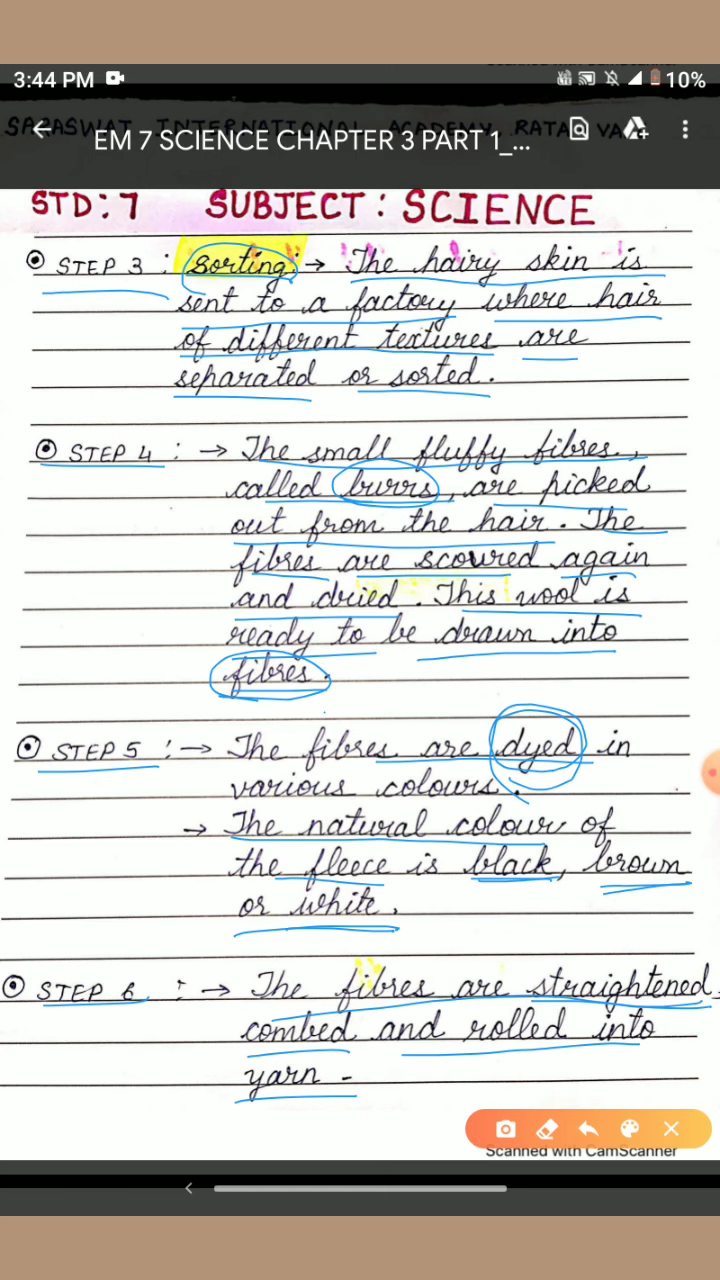 3:44 PM 10%
SARASWAT INTERNATIONAL ACADEMY, RATA VA
EM 7 SCIENCE CHAPTER 3 PART 1_...
STD: 7 SUBJECT: SCIENCE
STEP 3 : Sorting: → The hairy skin is
sent to a factory where hair
of different textures are
separated or sorted.
STEP 4 : → The small fluffy fibres,
called burrs, are picked
out from the hair. The
fibres are scoured again
and dried. This wool is
ready to be drawn into
fibres.
STEP 5 : → The fibres are dyed in
various colours.
→ The natural colour of
the fleece is black, brown
or white.
STEP 6 : → The fibres are straightened,
combed and rolled into
yarn -
Scanned with CamScanner